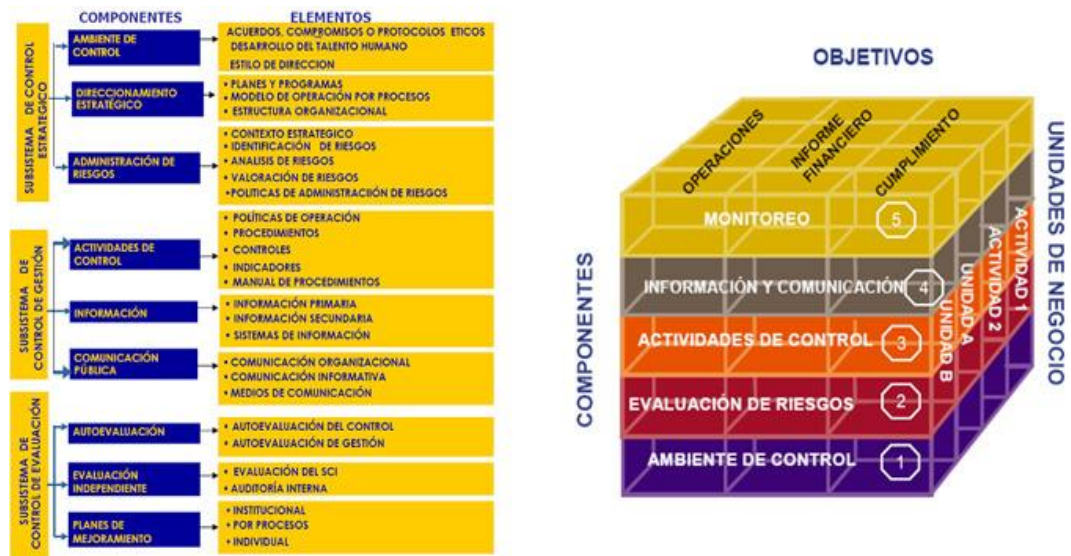 COMPONENTES
ELEMENTOS
SUBSISTEMA DE CONTROL
ESTRATEGICO
AMBIENTE DE
CONTROL
ACUERDOS, COMPROMISOS O PROTOCOLOS ETICOS
DESARROLLO DEL TALENTO HUMANO
ESTILO DE DIRECCION
DIRECCIONAMIENTO
ESTRATÉGICO
• PLANES Y PROGRAMAS
• MODELO DE OPERACIÓN POR PROCESOS
• ESTRUCTURA ORGANIZACIONAL
ADMINISTRACIÓN DE
RIESGOS
• CONTEXTO ESTRATEGICO
• IDENTIFICACIÓN DE RIESGOS
• ANALISIS DE RIESGOS
• VALORACIÓN DE RIESGOS
• POLITICAS DE ADMINISTRACIIÓN DE RIESGOS
SUBSISTEMA DE
CONTROL DE GESTIÓN
ACTIVIDADES DE
CONTROL
• POLÍTICAS DE OPERACIÓN
• PROCEDIMIENTOS
• CONTROLES
• INDICADORES
• MANUAL DE PROCEDIMIENTOS
INFORMACIÓN
• INFORMACIÓN PRIMARIA
• INFORMACIÓN SECUNDARIA
• SISTEMAS DE INFORMACIÓN
COMUNICACIÓN
PÚBLICA
• COMUNICACIÓN ORGANIZACIONAL
• COMUNICACIÓN INFORMATIVA
• MEDIOS DE COMUNICACIÓN
SUBSISTEMA DE
CONTROL DE EVALUACIÓN
AUTOEVALUACIÓN
• AUTOEVALUACIÓN DEL CONTROL
• AUTOEVALUACIÓN DE GESTIÓN
EVALUACIÓN
INDEPENDIENTE
• EVALUACIÓN DEL SCI
• AUDITORÍA INTERNA
PLANES DE
MEJORAMIENTO
• INSTITUCIONAL
• POR PROCESOS
• INDIVIDUAL
OBJETIVOS
OPERACIONES
INFORME
FINANCIERO
CUMPLIMIENTO
COMPONENTES
MONITOREO 5
INFORMACIÓN Y COMUNICACIÓN 4
ACTIVIDADES DE CONTROL 3
EVALUACIÓN DE RIESGOS 2
AMBIENTE DE CONTROL 1
UNIDAD B
UNIDAD A
ACTIVIDAD 2
ACTIVIDAD 1
UNIDADES DE NEGOCIO